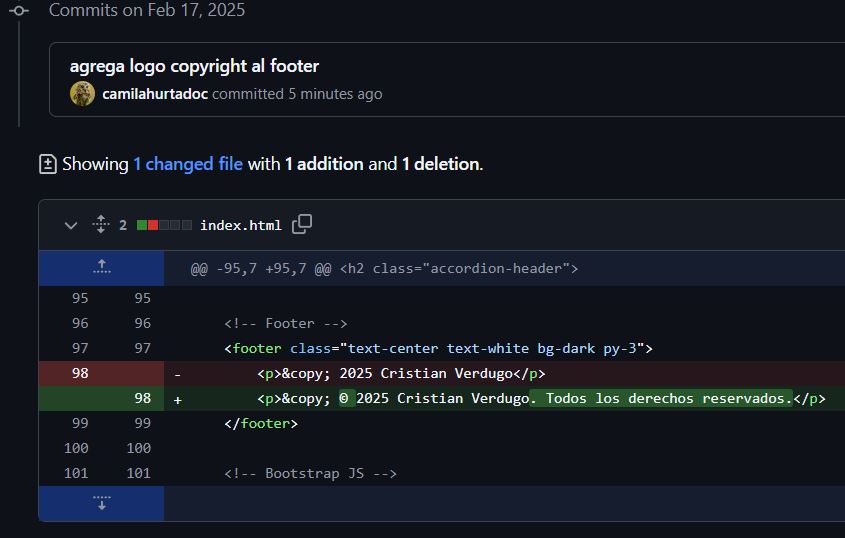 Commits on Feb 17, 2025
agrega logo copyright al footer
camilahurtadoc committed 5 minutes ago
Showing 1 changed file with 1 addition and 1 deletion.
2 index.html
@@ -95,7 +95,7 @@ <h2 class="accordion-header">
95 95
96 96 <!-- Footer -->
97 97 <footer class="text-center text-white bg-dark py-3">
98 - <p>&copy; 2025 Cristian Verdugo</p>
98 + <p>&copy; © 2025 Cristian Verdugo. Todos los derechos reservados.</p>
99 99 </footer>
100 100
101 101 <!-- Bootstrap JS -->